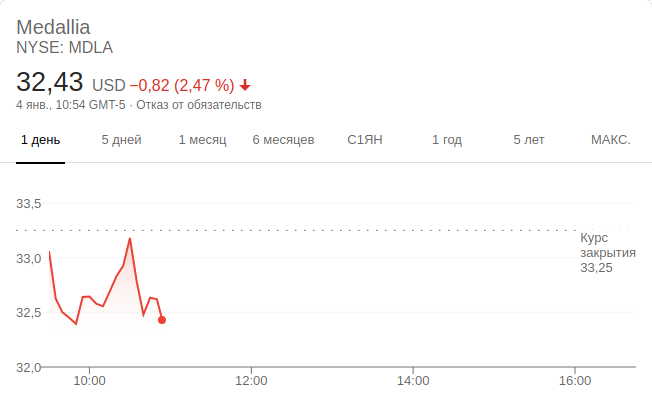 Medallia
NYSE: MDLA
32,43 USD −0,82 (2,47 %)
4 янв., 10:54 GMT-5 · Отказ от обязательств
1 день 5 дней 1 месяц 6 месяцев С1ЯН 1 год 5 лет МАКС.
33,5
Курс
закрытия
33,25
33,0
32,5
32,0
10:00 12:00 14:00 16:00